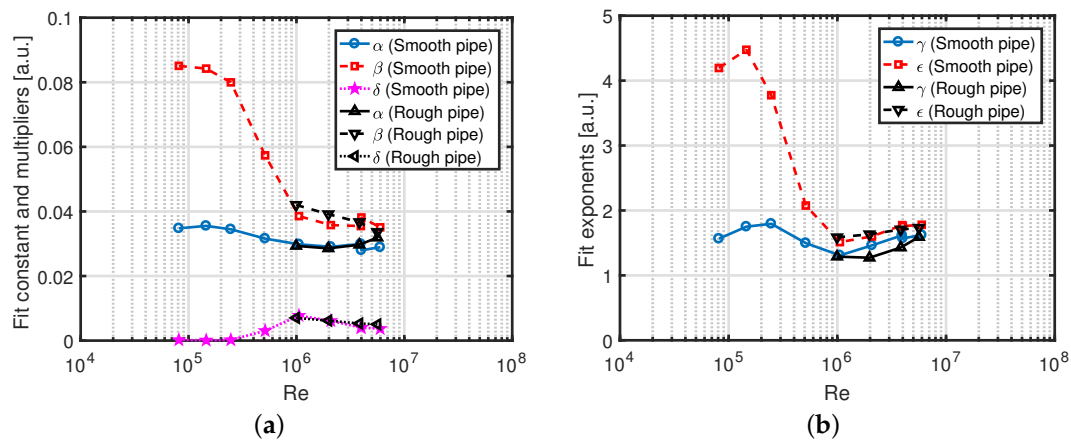 0.1
0.08
0.06
0.04
0.02
0
Fit constant and multipliers [a.u.]
α (Smooth pipe)
β (Smooth pipe)
δ (Smooth pipe)
α (Rough pipe)
β (Rough pipe)
δ (Rough pipe)
10^4 10^5 10^6 10^7 10^8
Re
(a)
5
4
3
2
1
0
Fit exponents [a.u.]
γ (Smooth pipe)
ϵ (Smooth pipe)
γ (Rough pipe)
ϵ (Rough pipe)
10^4 10^5 10^6 10^7 10^8
Re
(b)